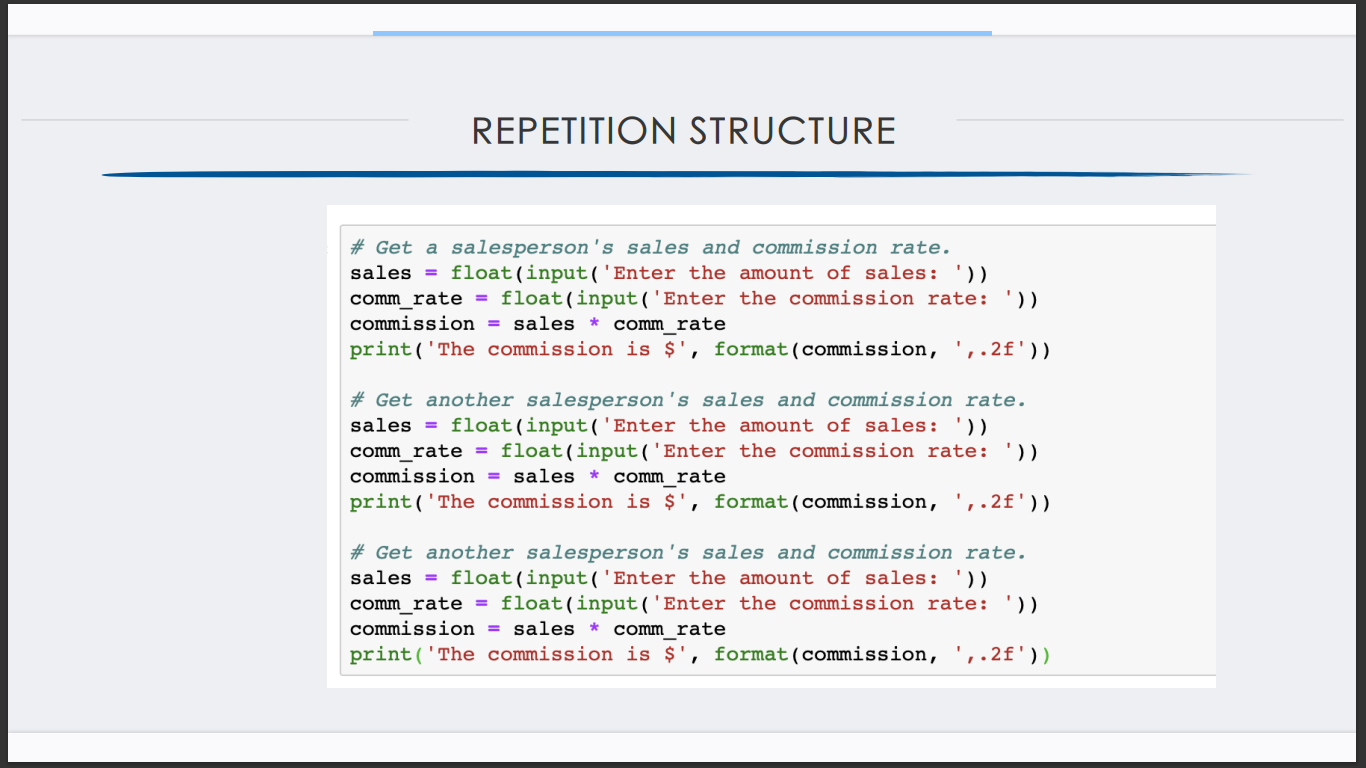 REPETITION STRUCTURE
# Get a salesperson's sales and commission rate.
sales = float(input('Enter the amount of sales: '))
comm_rate = float(input('Enter the commission rate: '))
commission = sales * comm_rate
print('The commission is $', format(commission, ',.2f'))

# Get another salesperson's sales and commission rate.
sales = float(input('Enter the amount of sales: '))
comm_rate = float(input('Enter the commission rate: '))
commission = sales * comm_rate
print('The commission is $', format(commission, ',.2f'))

# Get another salesperson's sales and commission rate.
sales = float(input('Enter the amount of sales: '))
comm_rate = float(input('Enter the commission rate: '))
commission = sales * comm_rate
print('The commission is $', format(commission, ',.2f'))